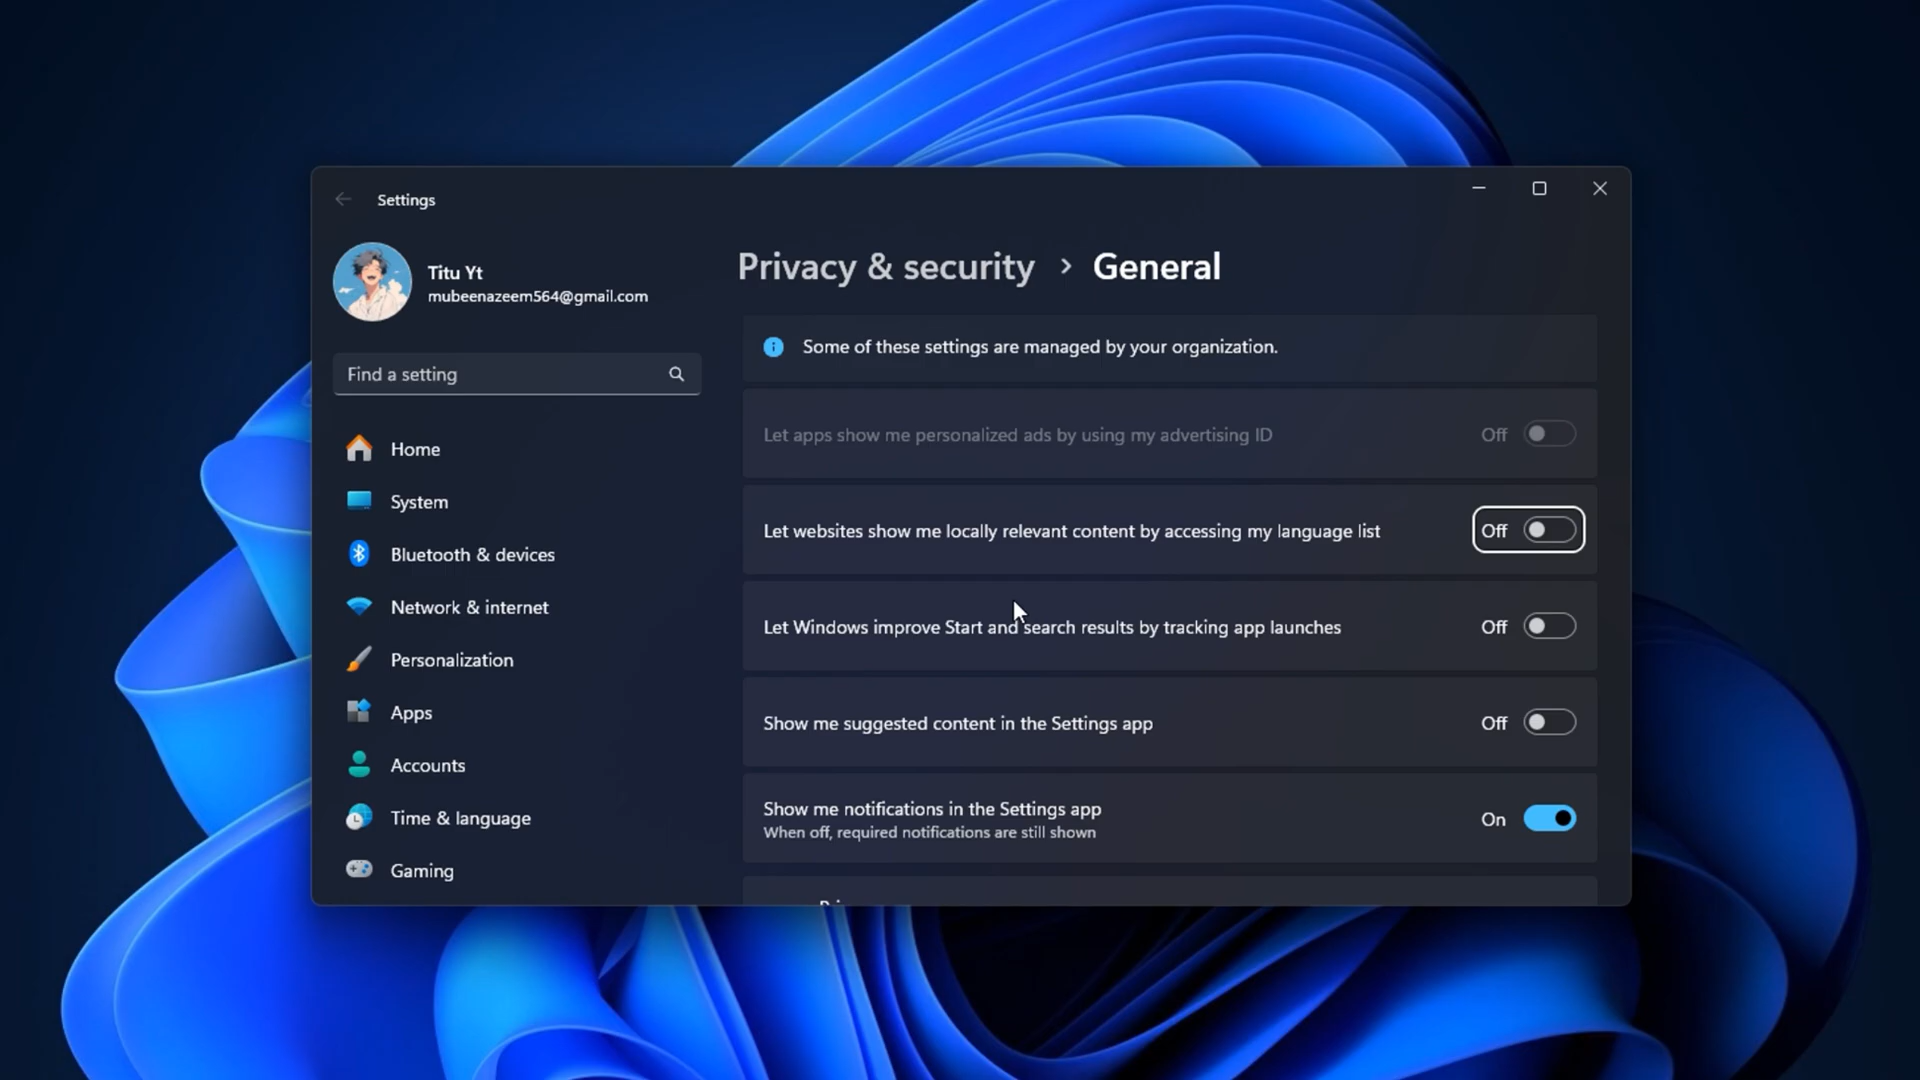 Settings
Titu Yt
mubeenazeem564@gmail.com
Find a setting
Home
System
Bluetooth & devices
Network & internet
Personalization
Apps
Accounts
Time & language
Gaming
Privacy & security > General
Some of these settings are managed by your organization.
Let apps show me personalized ads by using my advertising ID Off
Let websites show me locally relevant content by accessing my language list Off
Let Windows improve Start and search results by tracking app launches Off
Show me suggested content in the Settings app Off
Show me notifications in the Settings app On
When off, required notifications are still shown